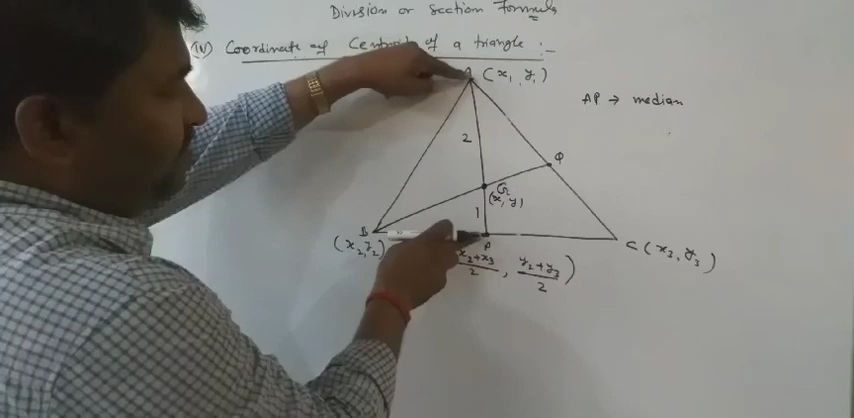 Division or Section Formula
(iv) Coordinate of Centroid of a triangle :-
(x₁, y₁)
AP → median
2
Q
G
(x, y)
1
B
P
(x₂, y₂)
C (x₃, y₃)
x₂+x₃/2, y₂+y₃/2)